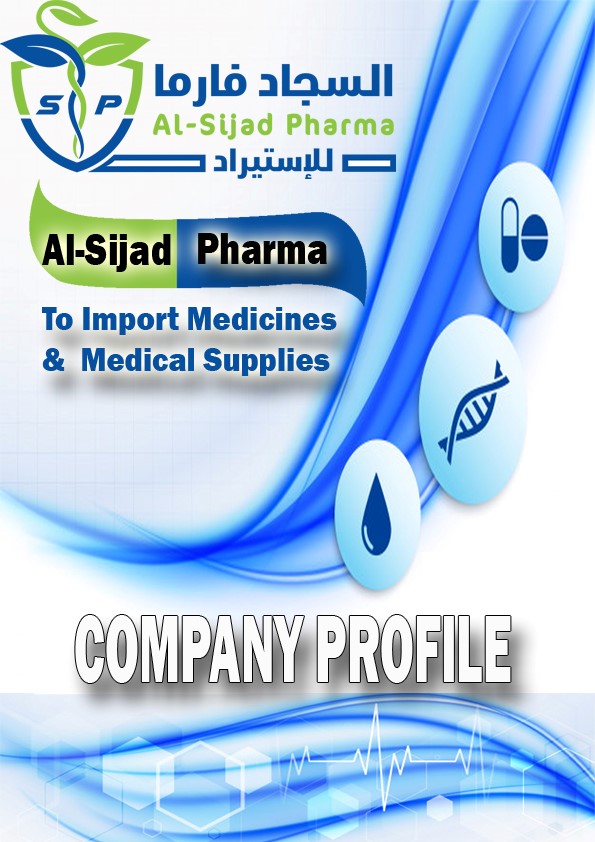 السجاد فارما
S P
Al-Sijad Pharma
للإستيراد
Al-Sijad Pharma
To Import Medicines
& Medical Supplies
COMPANY PROFILE